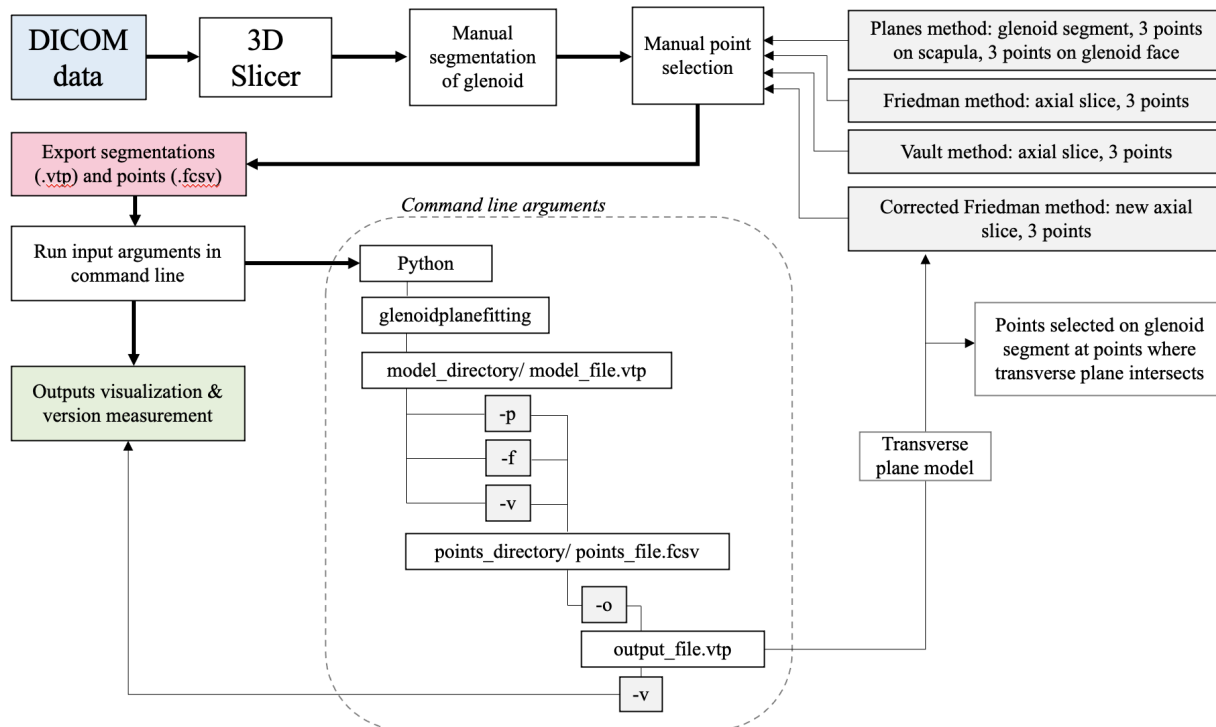 DICOM
data
3D
Slicer
Manual
segmentation
of glenoid
Manual point
selection
Planes method: glenoid segment, 3 points
on scapula, 3 points on glenoid face
Friedman method: axial slice, 3 points
Vault method: axial slice, 3 points
Corrected Friedman method: new axial
slice, 3 points
Export segmentations
(.vtp) and points (.fcsv)
Run input arguments in
command line
Outputs visualization &
version measurement
Command line arguments
Python
glenoidplanefitting
model_directory/ model_file.vtp
-p
-f
-v
points_directory/ points_file.fcsv
-o
output_file.vtp
-v
Points selected on glenoid
segment at points where
transverse plane intersects
Transverse
plane model